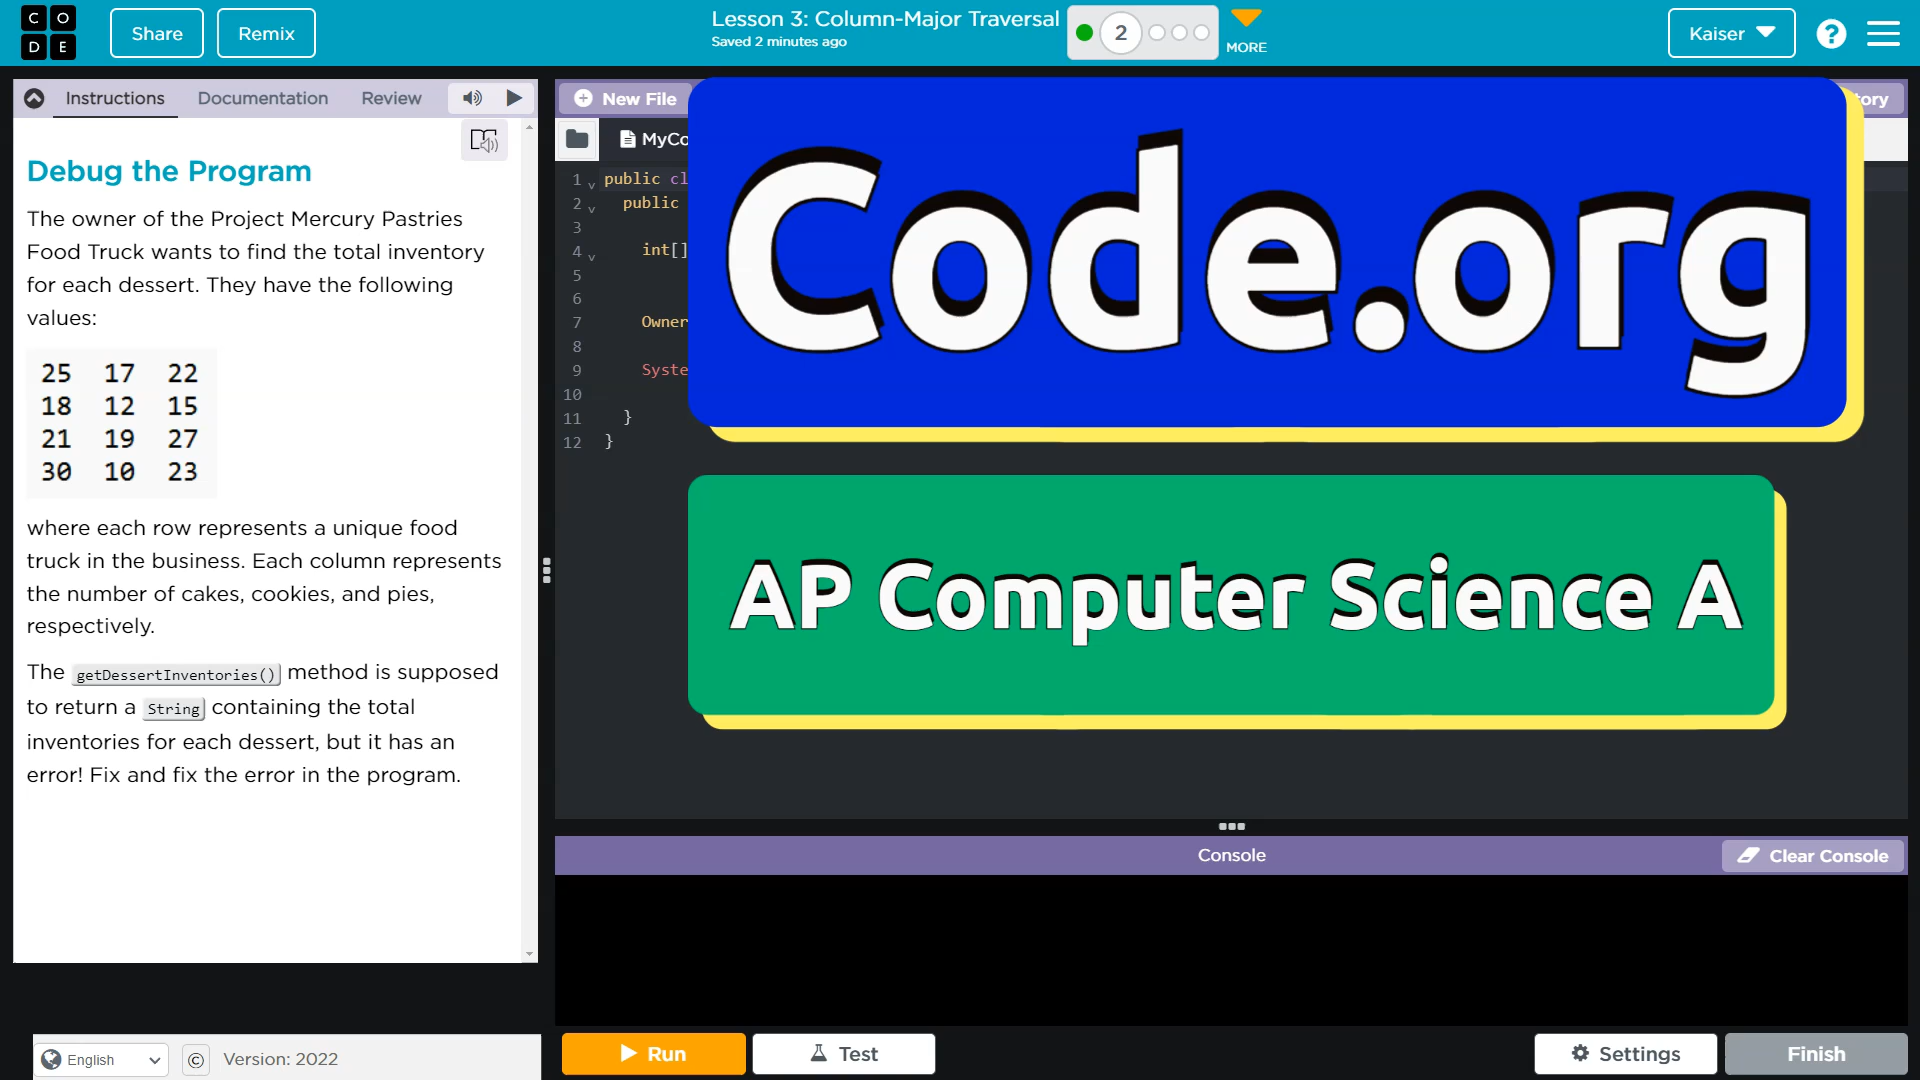 CODE
Share
Remix
Lesson 3: Column-Major Traversal
Saved 2 minutes ago
2
MORE
Kaiser
?
Instructions
Documentation
Review
Debug the Program
The owner of the Project Mercury Pastries
Food Truck wants to find the total inventory
for each dessert. They have the following
values:
25 17 22
18 12 15
21 19 27
30 10 23
where each row represents a unique food
truck in the business. Each column represents
the number of cakes, cookies, and pies,
respectively.
The getDessertInventories() method is supposed
to return a String containing the total
inventories for each dessert, but it has an
error! Fix and fix the error in the program.
English
©
Version: 2022
New File
tory
MyCo
1 public cl
2 public
3
4 int[]
5
6
7 Owner
8
9 Syste
10
11 }
12 }
Code.org
AP Computer Science A
Console
Clear Console
Run
Test
Settings
Finish